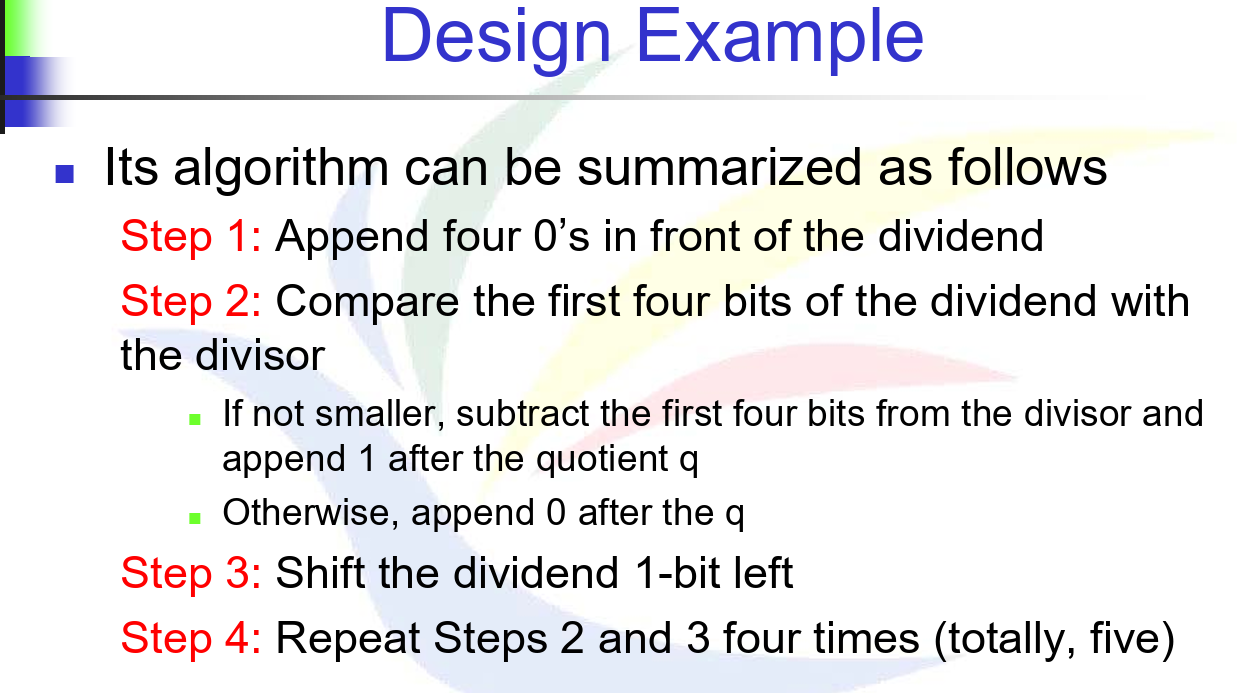 Design Example
Its algorithm can be summarized as follows
Step 1: Append four 0’s in front of the dividend
Step 2: Compare the first four bits of the dividend with
the divisor
If not smaller, subtract the first four bits from the divisor and
append 1 after the quotient q
Otherwise, append 0 after the q
Step 3: Shift the dividend 1-bit left
Step 4: Repeat Steps 2 and 3 four times (totally, five)